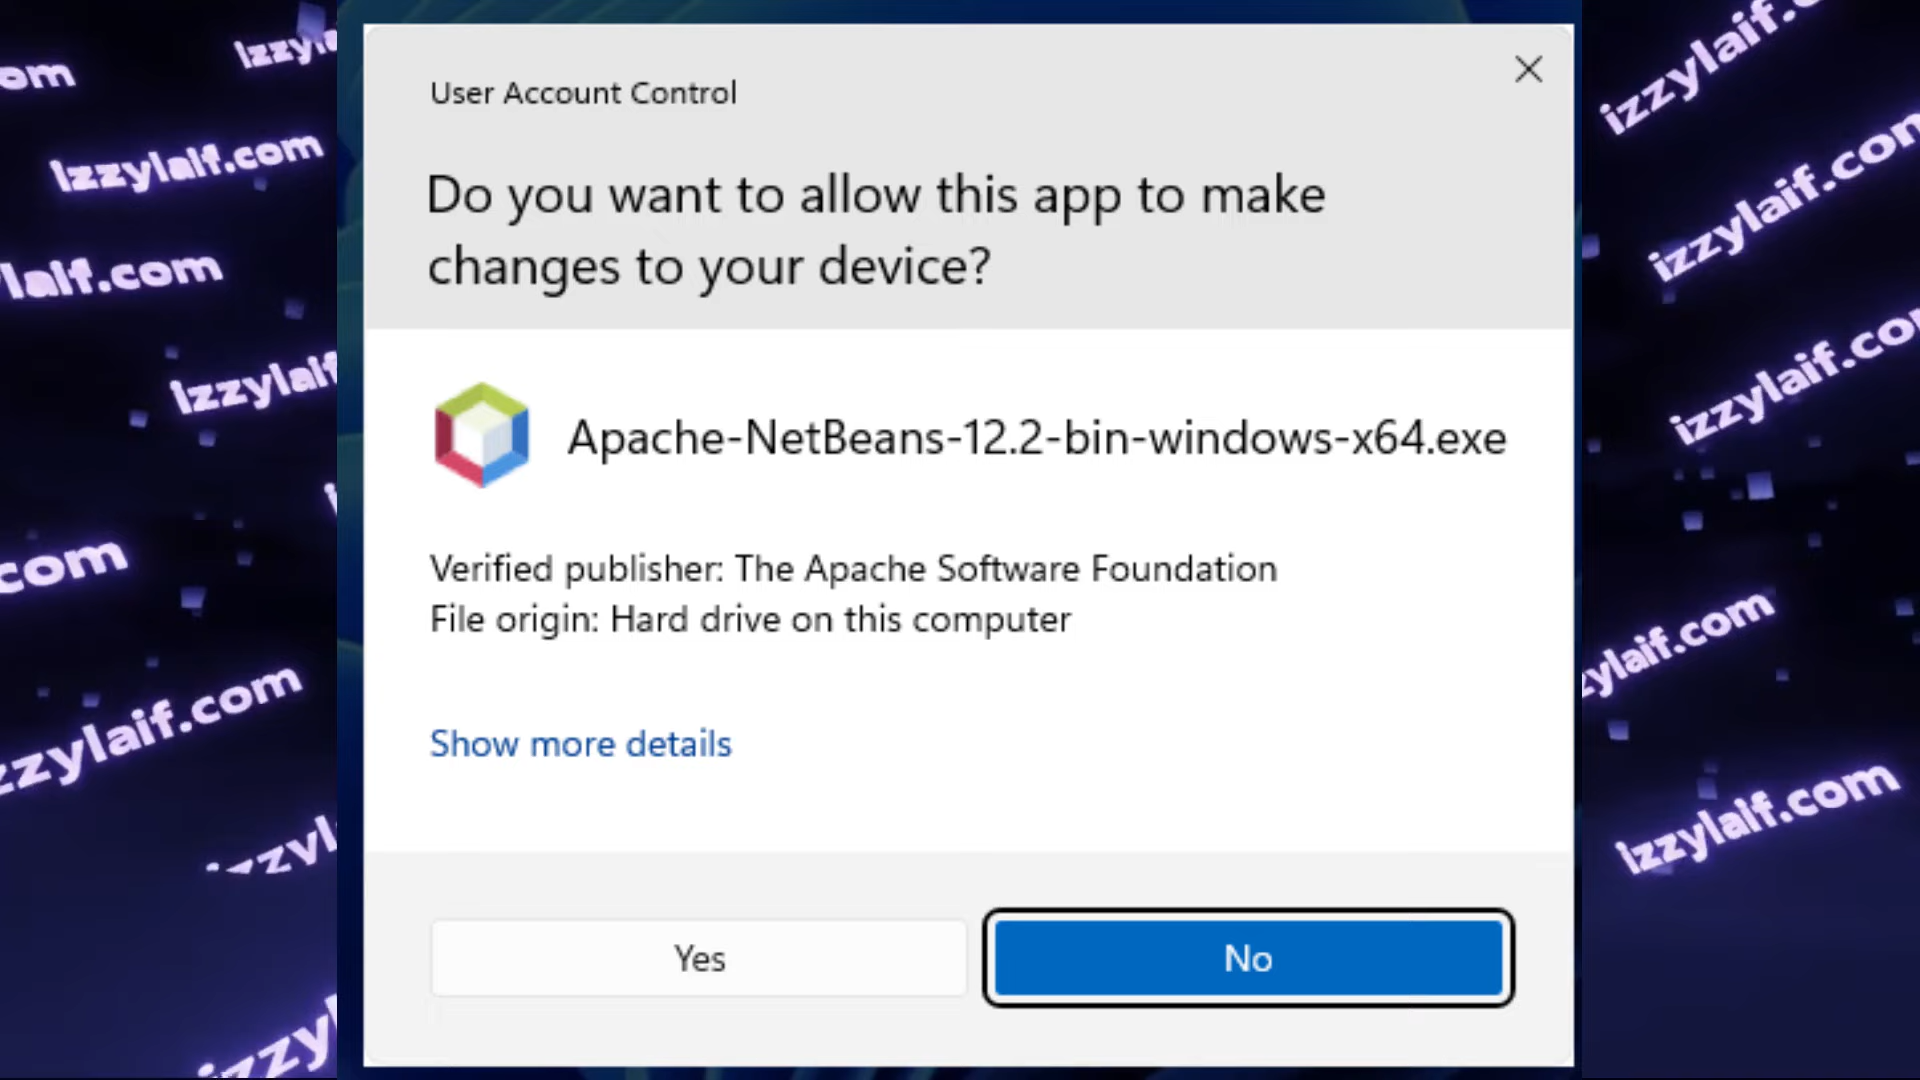 User Account Control
Do you want to allow this app to make
changes to your device?
Apache-NetBeans-12.2-bin-windows-x64.exe
Verified publisher: The Apache Software Foundation
File origin: Hard drive on this computer
Show more details
Yes
No
izzylaif.com
izzylaif.com
izzylaif.com
izzylaif.com
izzylaif.com